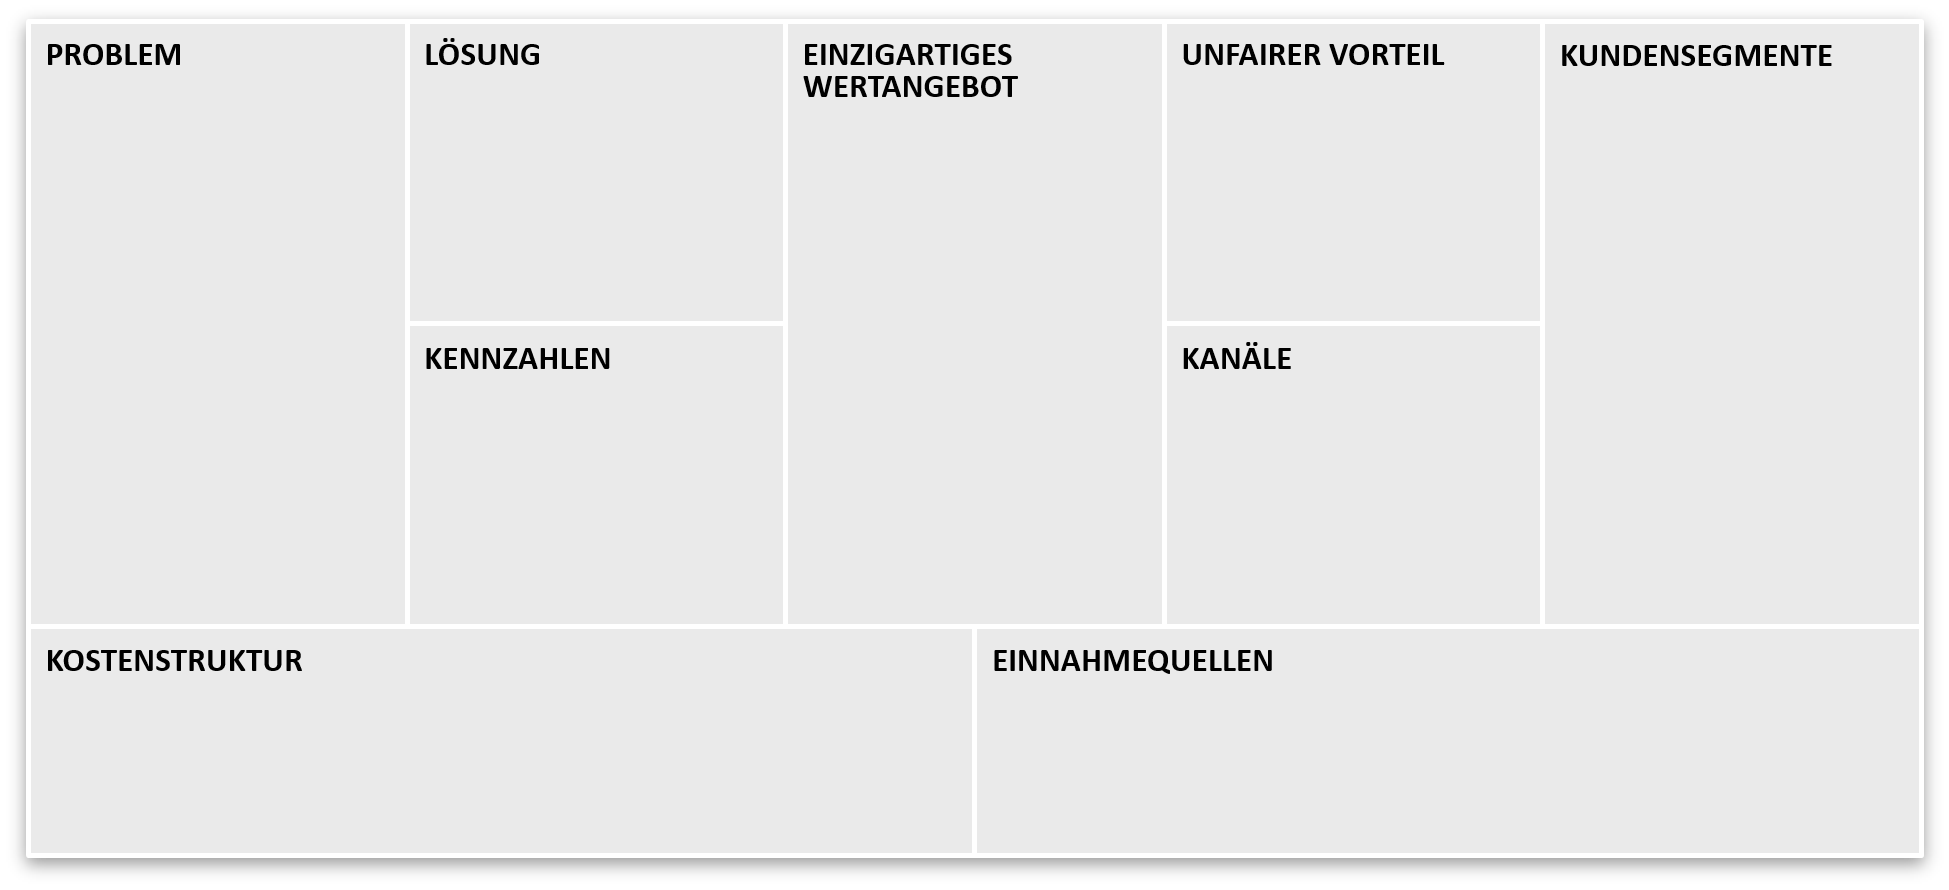 PROBLEM
LÖSUNG
EINZIGARTIGES
WERTANGEBOT
UNFAIRER VORTEIL
KUNDENSEGMENTE
KENNZAHLEN
KANÄLE
KOSTENSTRUKTUR
EINNAHMEQUELLEN